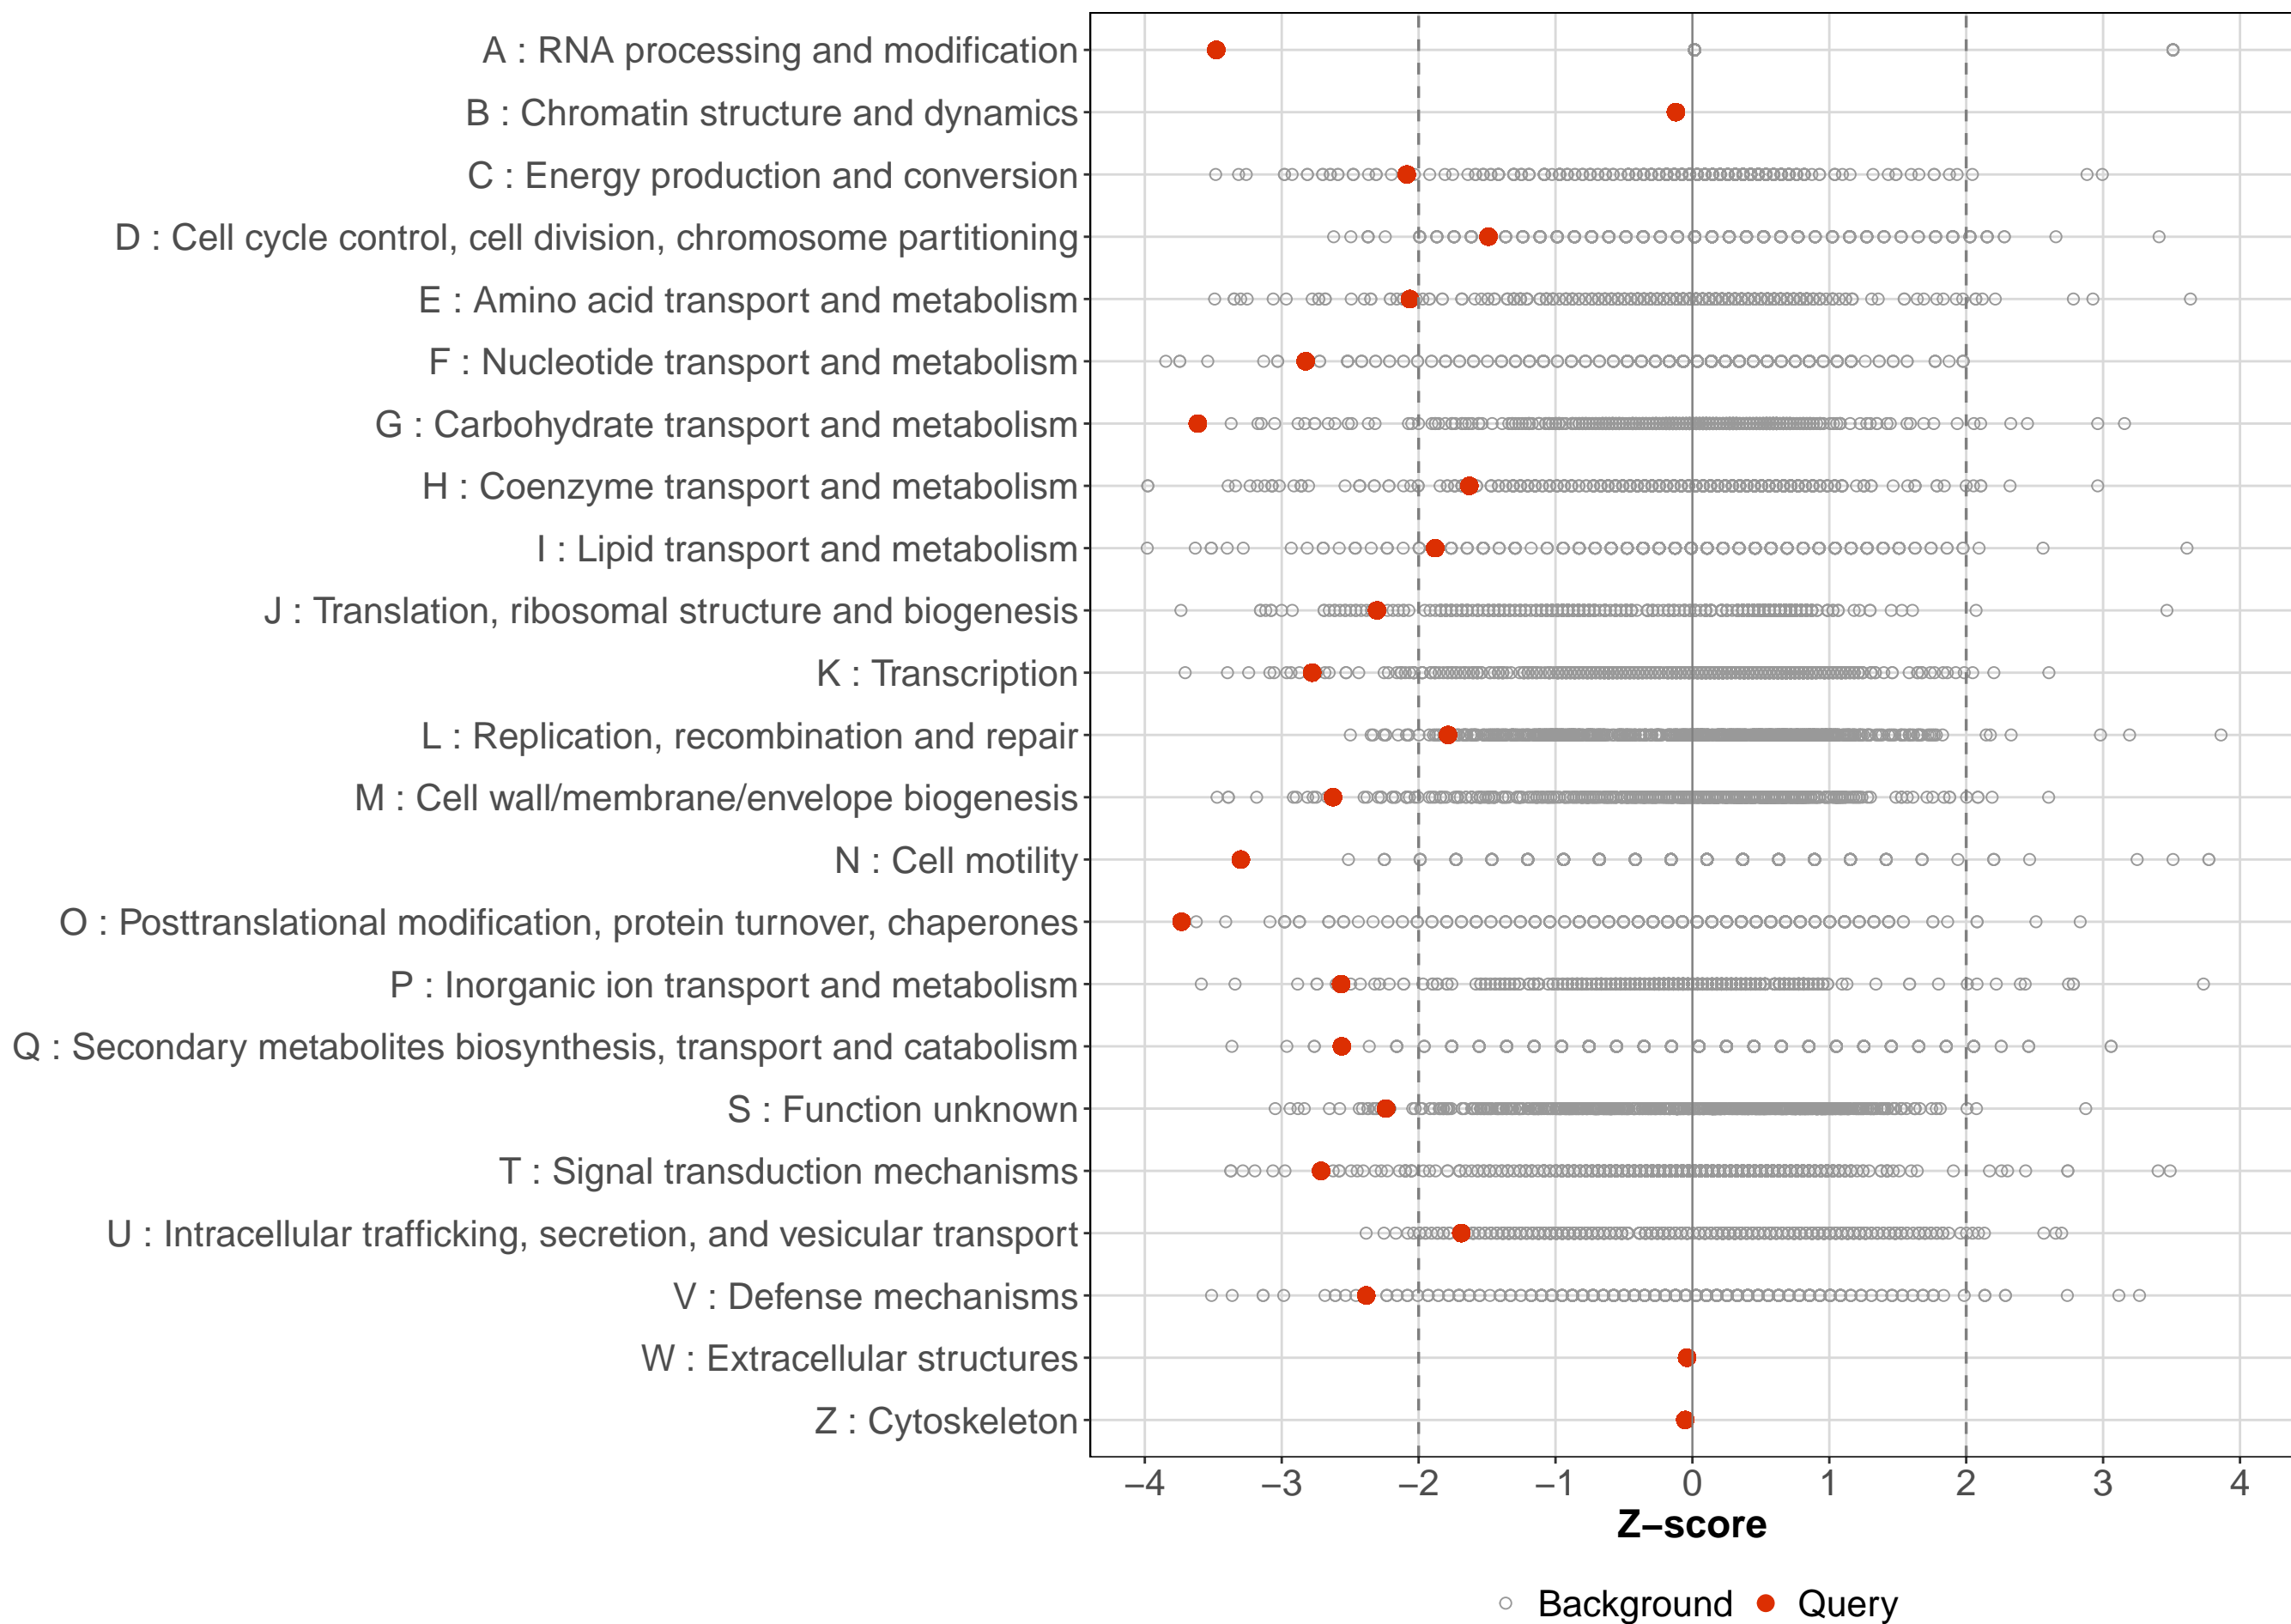 A : RNA processing and modification
B : Chromatin structure and dynamics
C : Energy production and conversion
D : Cell cycle control, cell division, chromosome partitioning
E : Amino acid transport and metabolism
F : Nucleotide transport and metabolism
G : Carbohydrate transport and metabolism
H : Coenzyme transport and metabolism
I : Lipid transport and metabolism
J : Translation, ribosomal structure and biogenesis
K : Transcription
L : Replication, recombination and repair
M : Cell wall/membrane/envelope biogenesis
N : Cell motility
O : Posttranslational modification, protein turnover, chaperones
P : Inorganic ion transport and metabolism
Q : Secondary metabolites biosynthesis, transport and catabolism
S : Function unknown
T : Signal transduction mechanisms
U : Intracellular trafficking, secretion, and vesicular transport
V : Defense mechanisms
W : Extracellular structures
Z : Cytoskeleton
−4 −3 −2 −1 0 1 2 3 4
Z−score
Background Query